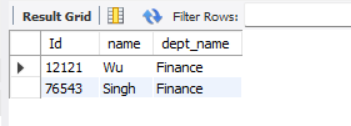 Result Grid Filter Rows:
Id name dept_name
12121 Wu Finance
76543 Singh Finance